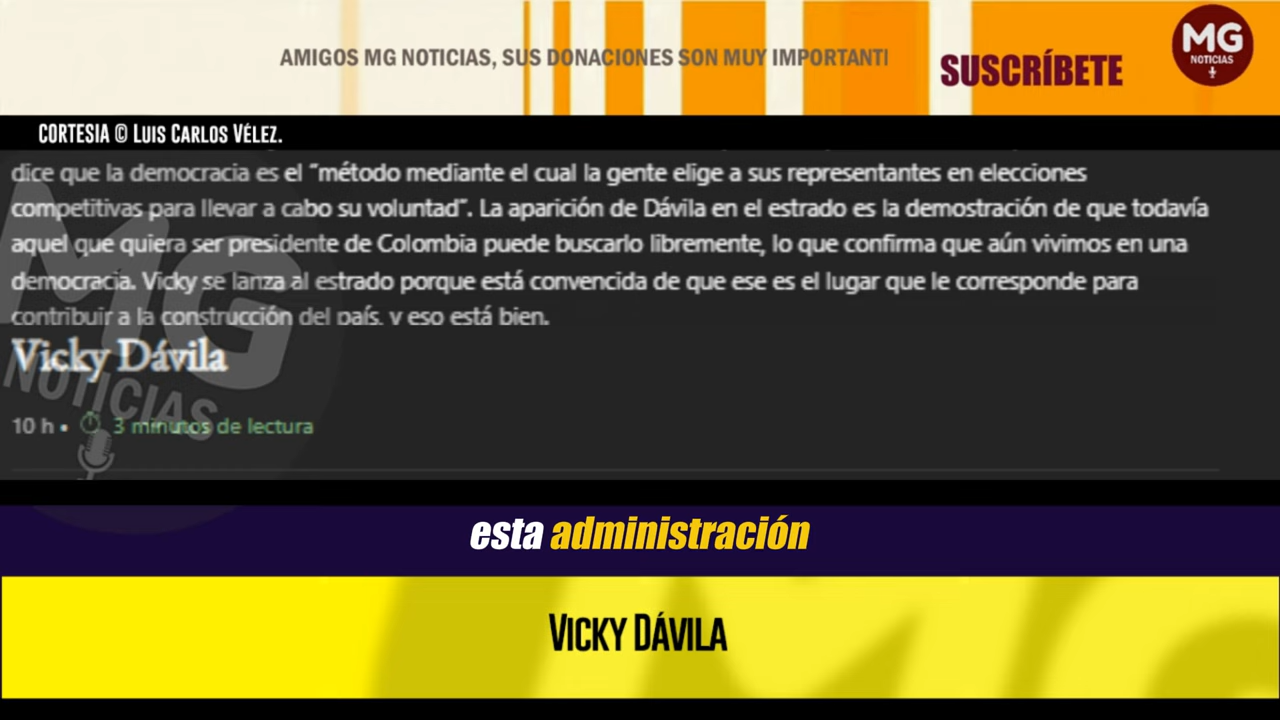 AMIGOS MG NOTICIAS, SUS DONACIONES SON MUY IMPORTANTI
SUSCRÍBETE
MG
NOTICIAS
CORTESIA © LUIS CARLOS VÉLEZ.
dice que la democracia es el "método mediante el cual la gente elige a sus representantes en elecciones
competitivas para llevar a cabo su voluntad". La aparición de Dávila en el estrado es la demostración de que todavía
aquel que quiera ser presidente de Colombia puede buscarlo libremente, lo que confirma que aún vivimos en una
democracia. Vicky se lanza al estrado porque está convencida de que ese es el lugar que le corresponde para
contribuir a la construcción del país, y eso está bien.
Vicky Dávila
10 h • 3 minutos de lectura
MG
NOTICIAS
esta administración
VICKY DÁVILA